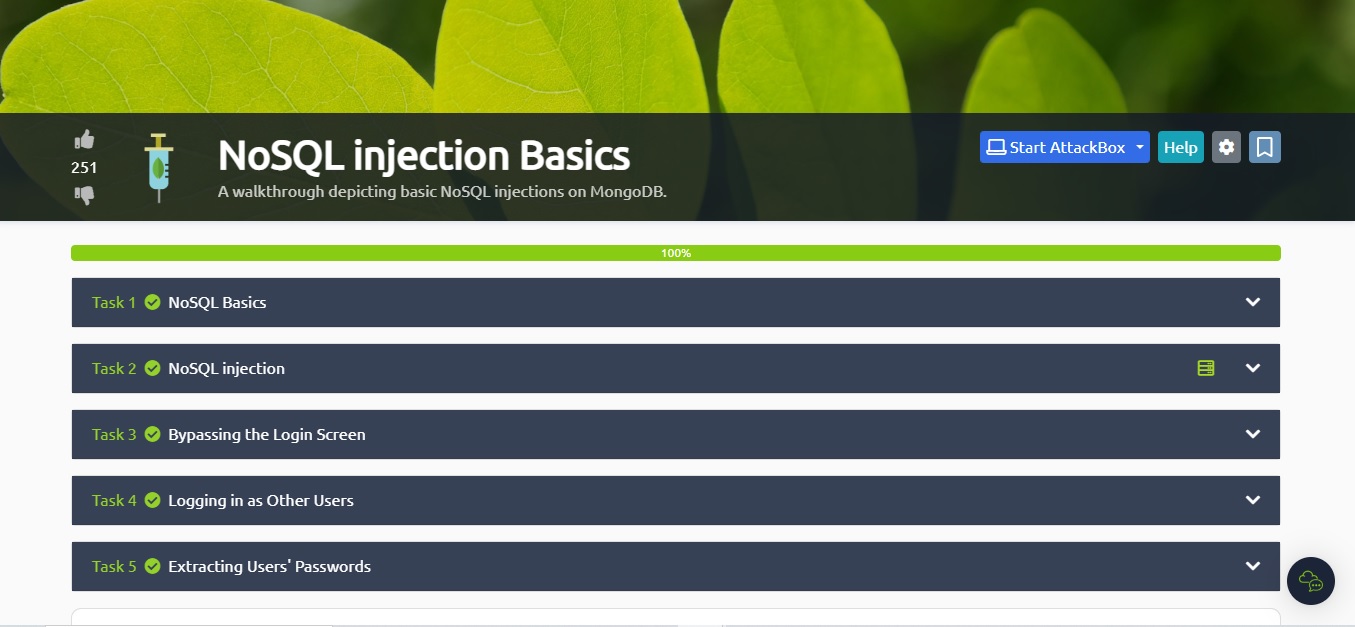 251
NoSQL injection Basics
A walkthrough depicting basic NoSQL injections on MongoDB.
Start AttackBox
Help
100%
Task 1 NoSQL Basics
Task 2 NoSQL injection
Task 3 Bypassing the Login Screen
Task 4 Logging in as Other Users
Task 5 Extracting Users' Passwords